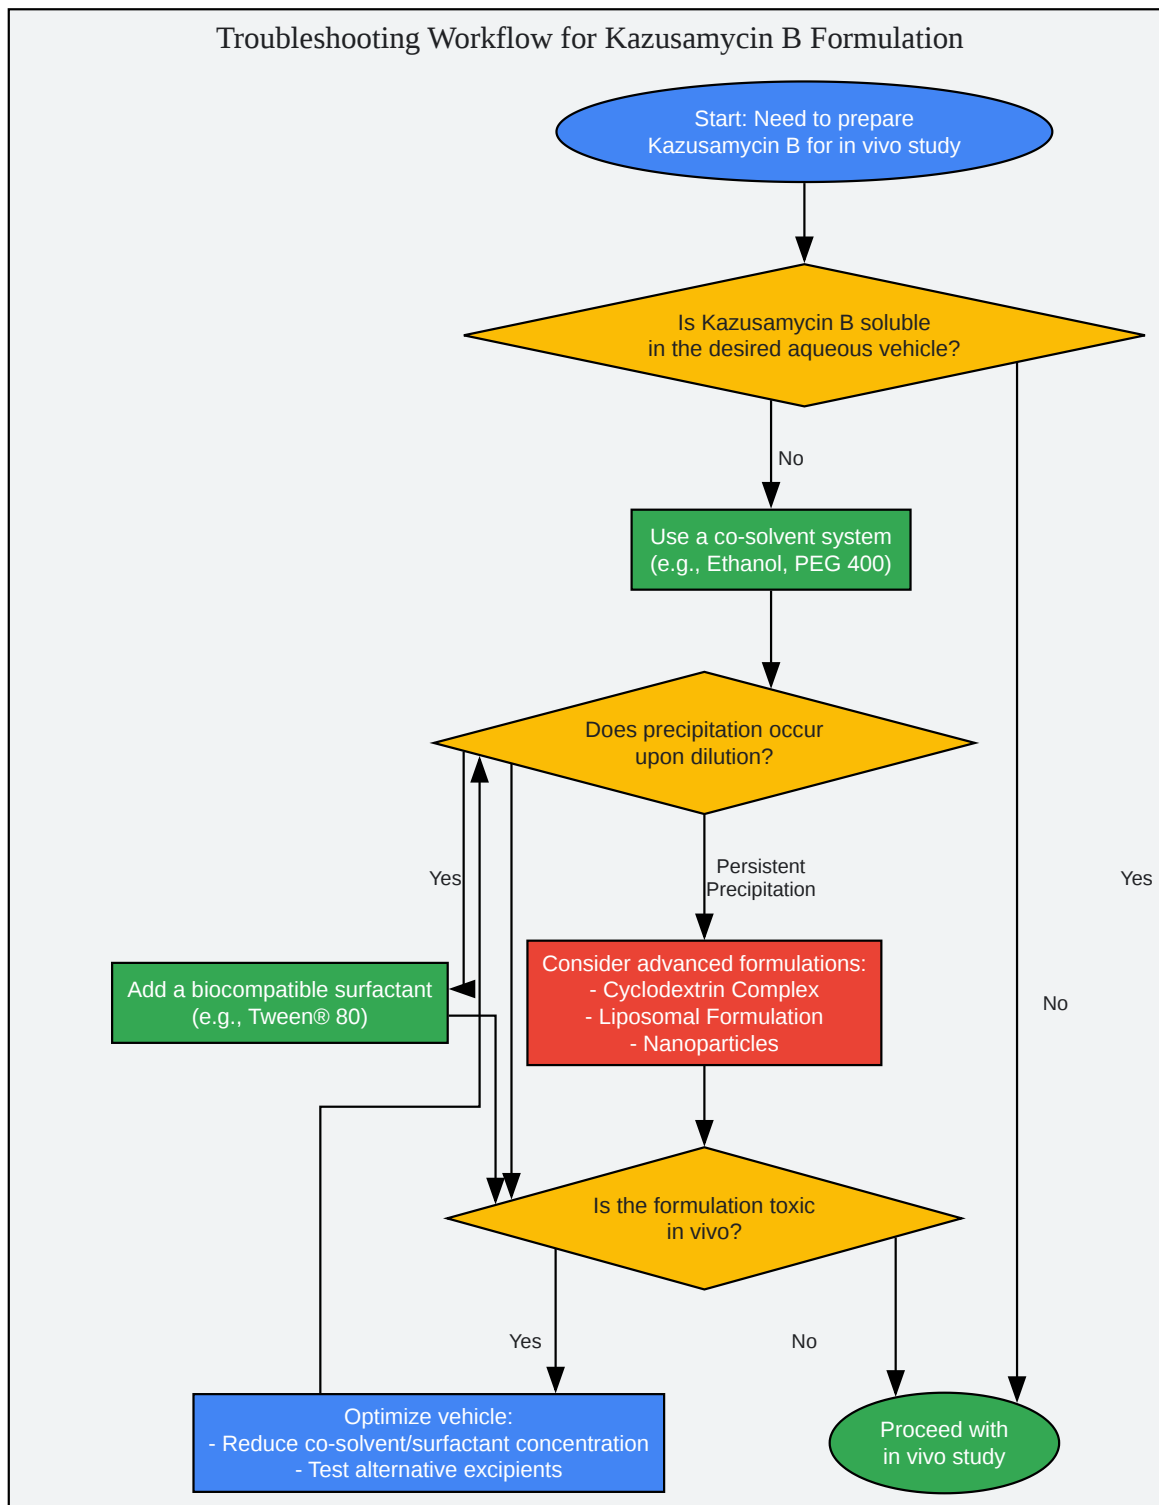 Troubleshooting Workflow for Kazusamycin B Formulation
Start: Need to prepare
Kazusamycin B for in vivo study
Is Kazusamycin B soluble
in the desired aqueous vehicle?
No
Use a co-solvent system
(e.g., Ethanol, PEG 400)
Does precipitation occur
upon dilution?
Yes
Persistent
Precipitation
Yes
Add a biocompatible surfactant
(e.g., Tween® 80)
Consider advanced formulations:
- Cyclodextrin Complex
- Liposomal Formulation
- Nanoparticles
No
Is the formulation toxic
in vivo?
Yes
No
Optimize vehicle:
- Reduce co-solvent/surfactant concentration
- Test alternative excipients
Proceed with
in vivo study